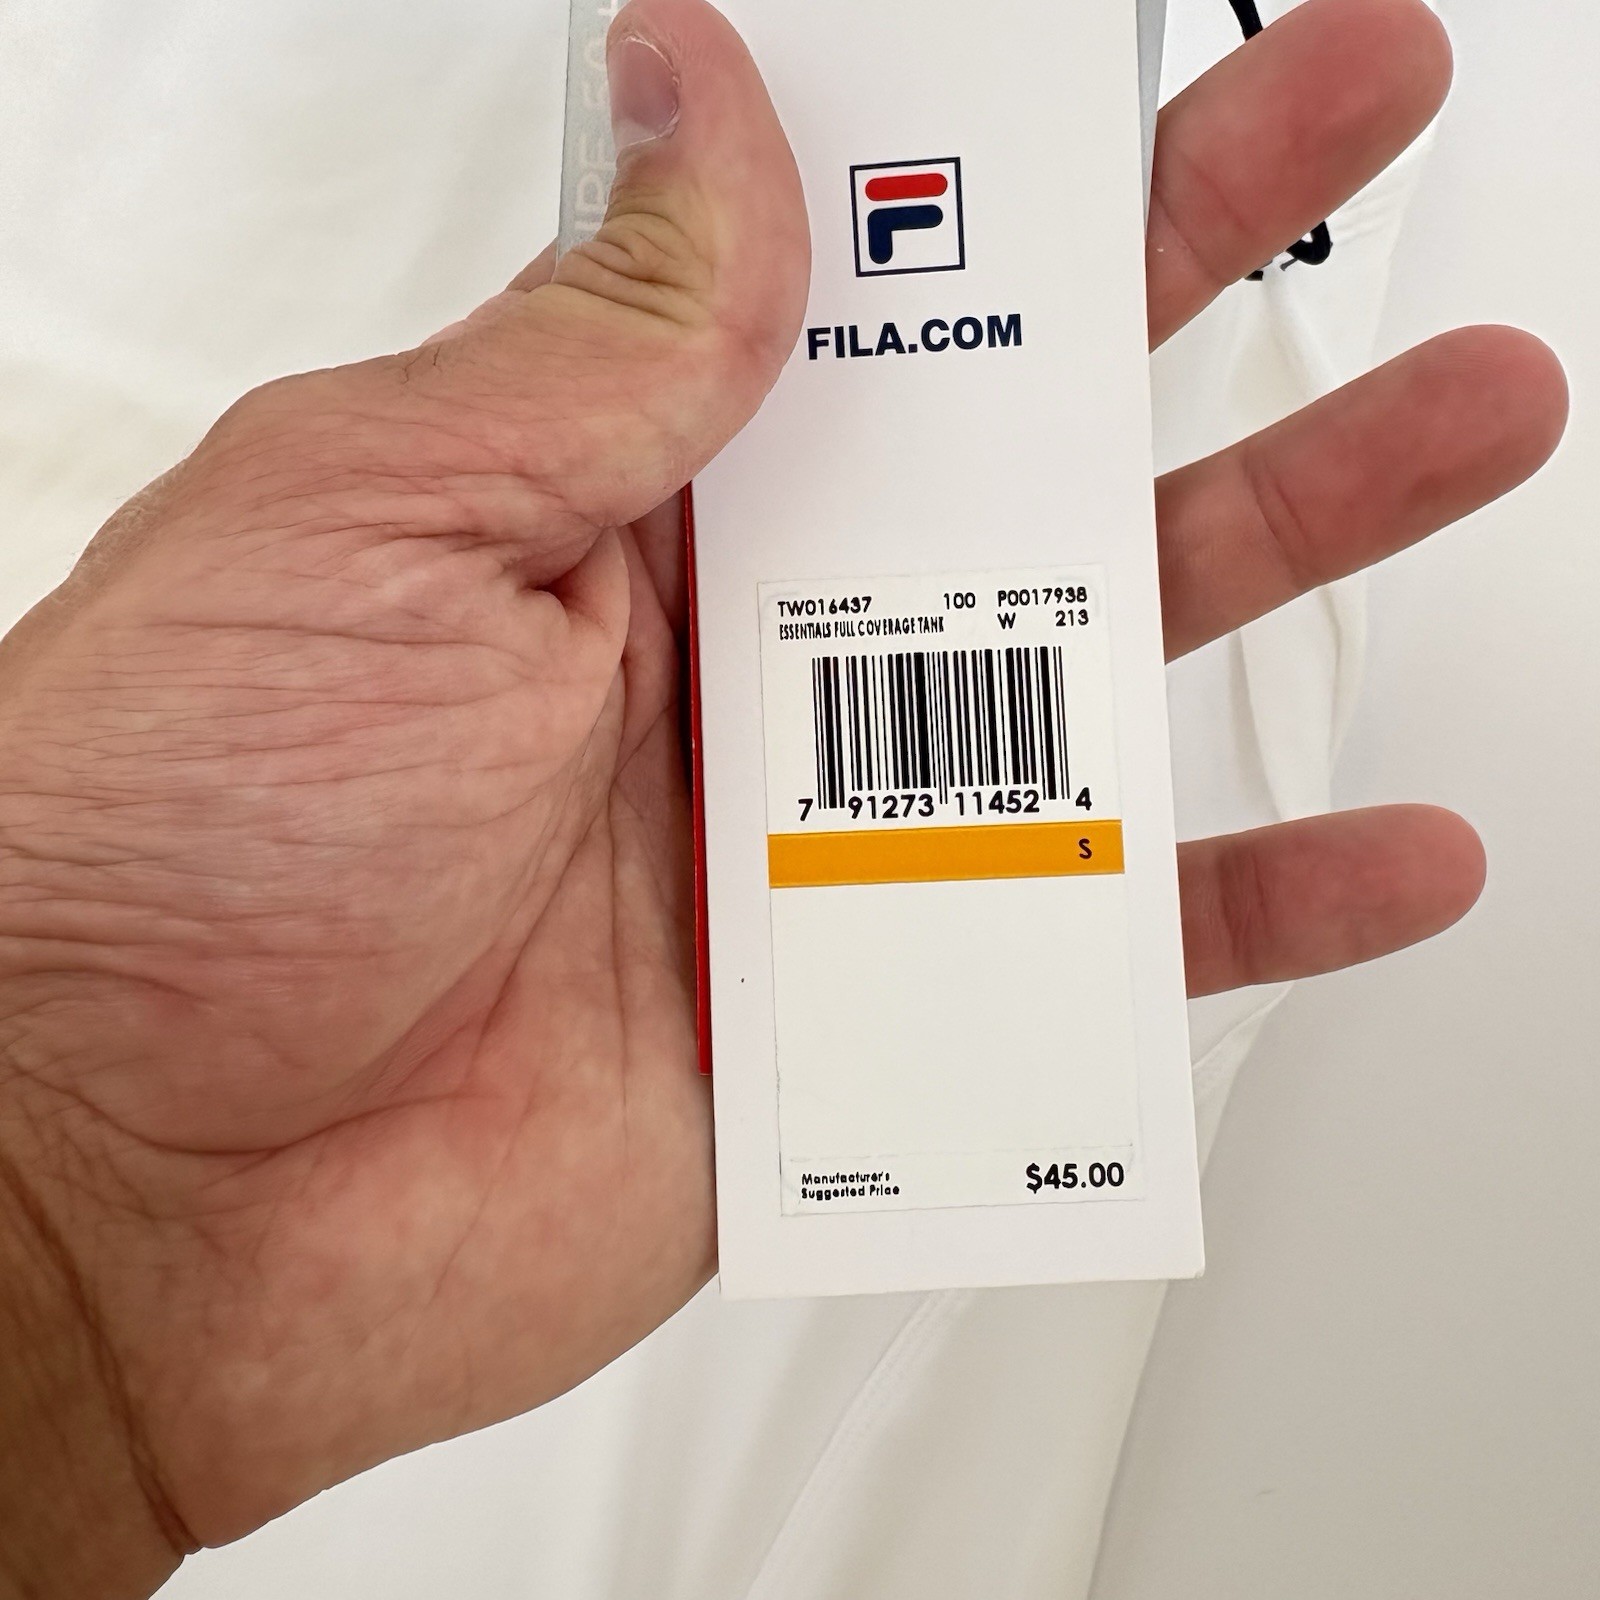 FILA.COM
TW016437 100 P0017938
ESSENTIALS FULL COVERAGE TANK W 213
7 91273 11452 4
S
Manufacturer's
Suggested Price
$45.00